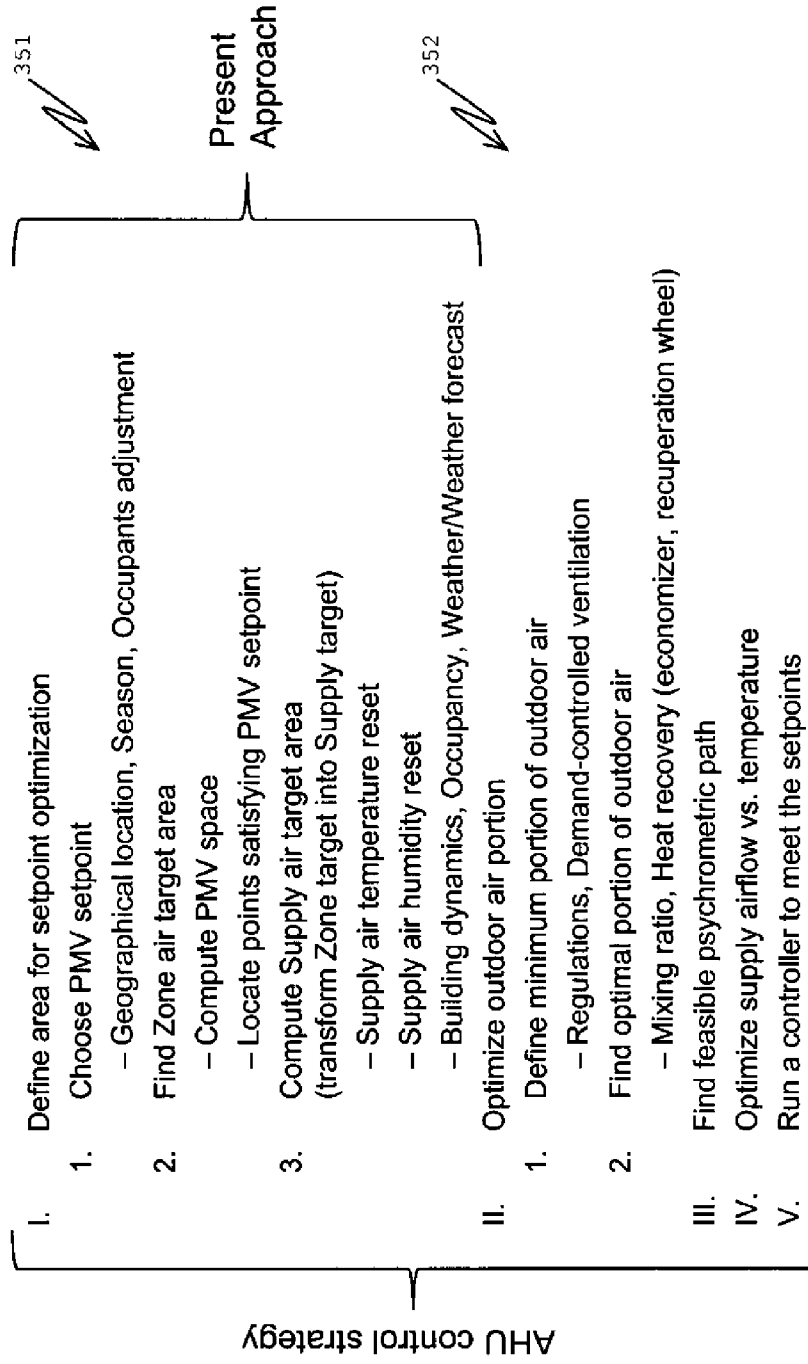 AHU control strategy
I. Define area for setpoint optimization
1. Choose PMV setpoint
– Geographical location, Season, Occupants adjustment
2. Find Zone air target area
– Compute PMV space
– Locate points satisfying PMV setpoint
3. Compute Supply air target area
(transform Zone target into Supply target)
– Supply air temperature reset
– Supply air humidity reset
– Building dynamics, Occupancy, Weather/Weather forecast
II. Optimize outdoor air portion
1. Define minimum portion of outdoor air
– Regulations, Demand-controlled ventilation
2. Find optimal portion of outdoor air
– Mixing ratio, Heat recovery (economizer, recuperation wheel)
III. Find feasible psychrometric path
IV. Optimize supply airflow vs. temperature
V. Run a controller to meet the setpoints
Present
Approach
351
352